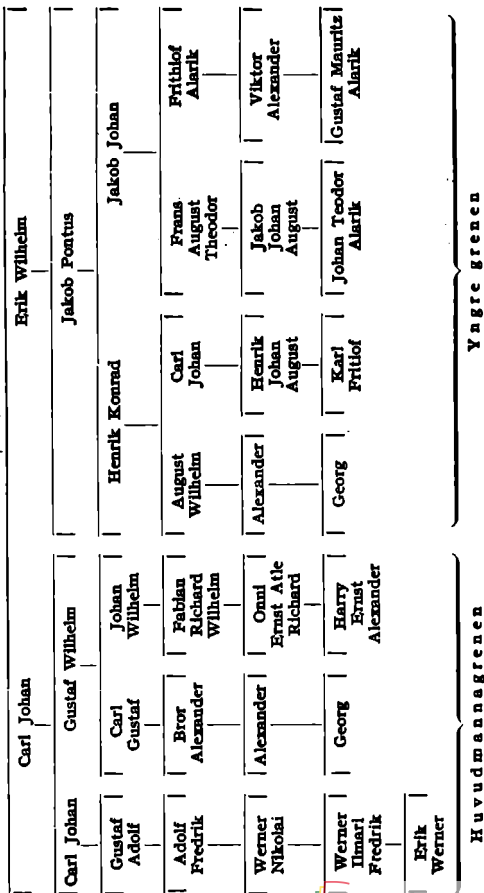 Carl Johan
Erik Wilhelm
Carl Johan
Gustaf Wilhelm
Jakob Pontus
Gustaf
Adolf
Carl
Gustaf
Johan
Wilhelm
Henrik Konrad
Jakob Johan
Adolf
Fredrik
Bror
Alexander
Fabian
Richard
Wilhelm
August
Wilhelm
Carl
Johan
Frans
August
Theodor
Frithlof
Alarik
Werner
Nikolai
Alexander
Onni
Ernst Atle
Richard
Alexander
Henrik
Johan
August
Jakob
Johan
August
Viktor
Alexander
Werner
Ilmari
Fredrik
Georg
Harry
Ernst
Alexander
Georg
Karl
Fritlof
Johan Teodor
Alarik
Gustaf Mauritz
Alarik
Erik
Werner
Huvudmannagrenen
Yngre grenen